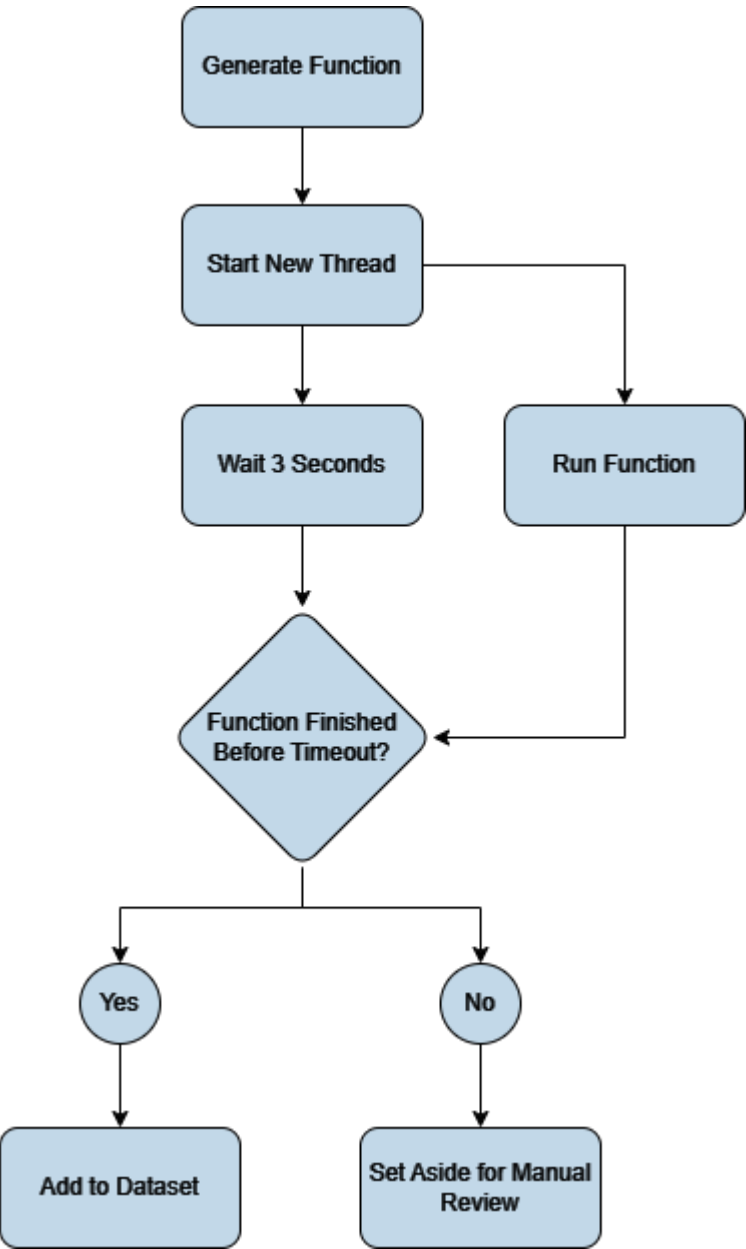 Generate Function
Start New Thread
Wait 3 Seconds
Run Function
Function Finished
Before Timeout?
Yes
No
Add to Dataset
Set Aside for Manual
Review